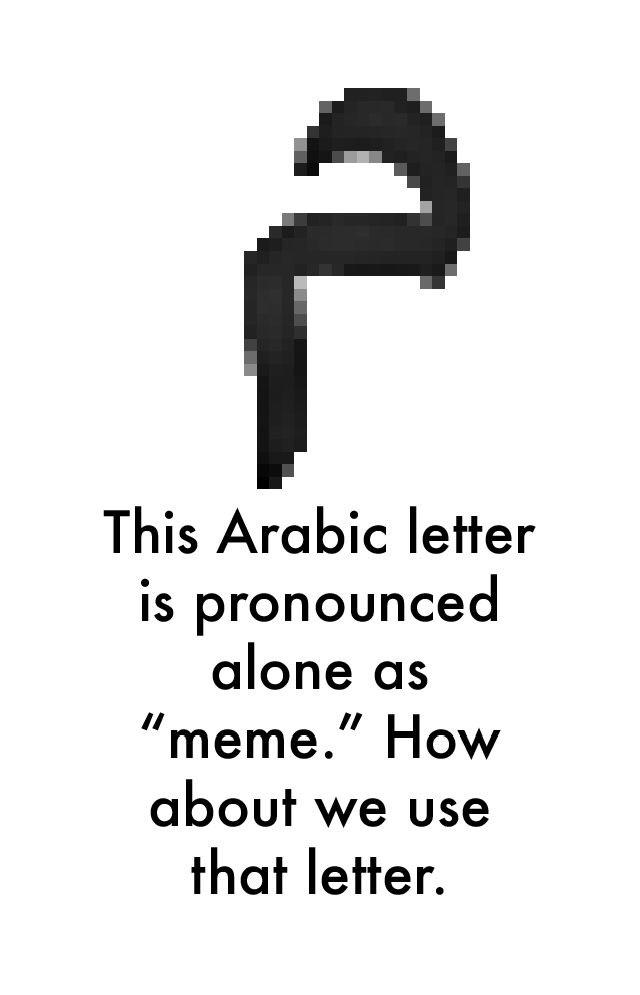 م
This Arabic letter
is pronounced
alone as
“meme.” How
about we use
that letter.